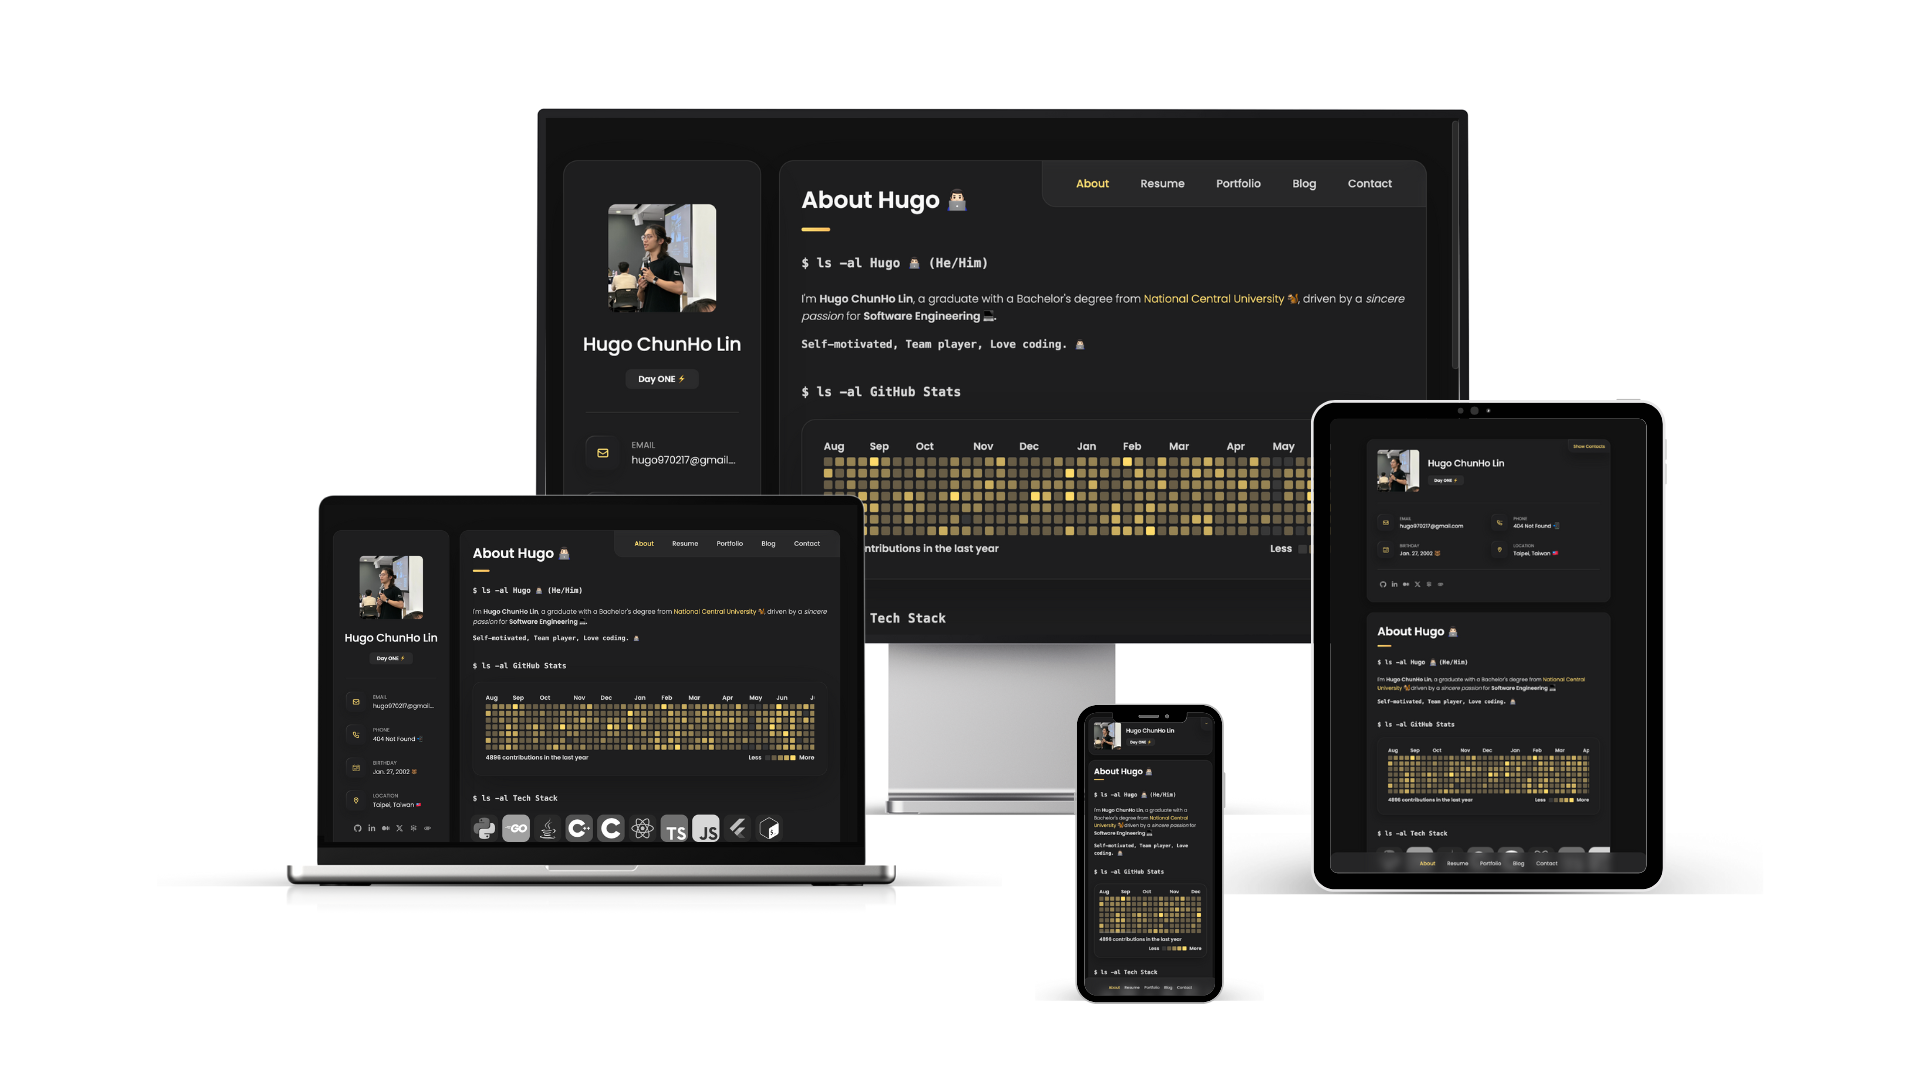 About
Resume
Portfolio
Blog
Contact
About Hugo
$ ls -al Hugo (He/Him)
I'm Hugo ChunHo Lin, a graduate with a Bachelor's degree from National Central University, driven by a sincere
passion for Software Engineering.
Self-motivated, Team player, Love coding.
$ ls -al GitHub Stats
Aug Sep Oct Nov Dec Jan Feb Mar Apr May
ntributions in the last year
Less
Tech Stack
Hugo ChunHo Lin
Day ONE
EMAIL
hugo970217@gmail...
Hugo ChunHo Lin
Day ONE
EMAIL
hugo970217@gmail...
PHONE
404 Not Found
BIRTHDAY
Jan. 27, 2002
LOCATION
Taipei, Taiwan
About
Resume
Portfolio
Blog
Contact
About Hugo
$ ls -al Hugo (He/Him)
I'm Hugo ChunHo Lin, a graduate with a Bachelor's degree from National Central University, driven by a sincere
passion for Software Engineering.
Self-motivated, Team player, Love coding.
$ ls -al GitHub Stats
Aug Sep Oct Nov Dec Jan Feb Mar Apr May Jun
4896 contributions in the last year
Less
More
$ ls -al Tech Stack
GO
C++
C
TS
JS
Hugo ChunHo Lin
Day ONE
About Hugo
$ ls -al Hugo (He/Him)
I'm Hugo ChunHo Lin, a graduate with a
Bachelor's degree from National Central
University, driven by a sincere passion for
Software Engineering
Self-motivated, Team player, Love
coding.
$ ls -al GitHub Stats
Aug Sep Oct Nov Dec
4896 contributions in the last year
Less
More
$ ls -al Tech Stack
About
Resume
Portfolio
Blog
Contact
Show Contacts
Hugo ChunHo Lin
Day ONE
EMAIL
hugo970217@gmail.com
PHONE
404 Not Found
BIRTHDAY
Jan. 27, 2002
LOCATION
Taipei, Taiwan
About Hugo
$ ls -al Hugo (He/Him)
I'm Hugo ChunHo Lin, a graduate with a Bachelor's degree from National Central
University, driven by a sincere passion for Software Engineering
Self-motivated, Team player, Love coding.
$ ls -al GitHub Stats
Aug Sep Oct Nov Dec Jan Feb Mar Ap
4896 contributions in the last year
Less
More
$ ls -al Tech Stack
About
Resume
Portfolio
Blog
Contact